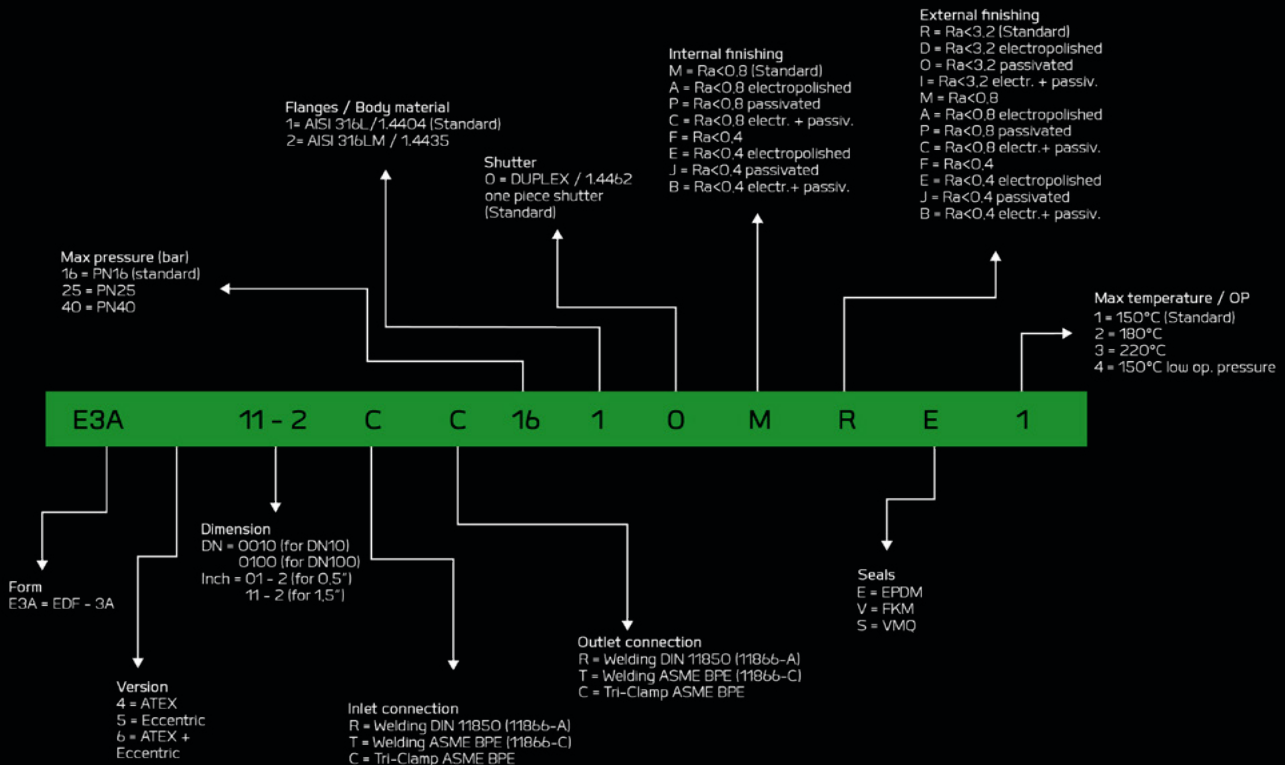 External finishing
R = Ra<3,2 (Standard)
D = Ra<3,2 electropolished
O = Ra<3,2 passivated
I = Ra<3,2 electr. + passiv.
M = Ra<0,8
A = Ra<0,8 electropolished
P = Ra<0,8 passivated
C = Ra<0,8 electr.+ passiv.
F = Ra<0,4
E = Ra<0,4 electropolished
J = Ra<0,4 passivated
B = Ra<0,4 electr.+ passiv.
Internal finishing
M = Ra<0,8 (Standard)
A = Ra<0,8 electropolished
P = Ra<0,8 passivated
C = Ra<0,8 electr. + passiv.
F = Ra<0,4
E = Ra<0,4 electropolished
J = Ra<0,4 passivated
B = Ra<0,4 electr.+ passiv.
Flanges / Body material
1= AISI 316L/1.4404 (Standard)
2= AISI 316LM / 1.4435
Shutter
0 = DUPLEX / 1.4462
one piece shutter
(Standard)
Max pressure (bar)
16 = PN16 (standard)
25 = PN25
40 = PN40
Max temperature / OP
1 = 150°C (Standard)
2 = 180°C
3 = 220°C
4 = 150°C low op. pressure
E3A 11 - 2 C C 16 1 0 M R E 1
Form
E3A = EDF - 3A
Version
4 = ATEX
5 = Eccentric
6 = ATEX +
Eccentric
Dimension
DN = 0010 (for DN10)
0100 (for DN100)
Inch = 01 - 2 (for 0,5")
11 - 2 (for 1,5")
Inlet connection
R = Welding DIN 11850 (11866-A)
T = Welding ASME BPE (11866-C)
C = Tri-Clamp ASME BPE
Outlet connection
R = Welding DIN 11850 (11866-A)
T = Welding ASME BPE (11866-C)
C = Tri-Clamp ASME BPE
Seals
E = EPDM
V = FKM
S = VMQ